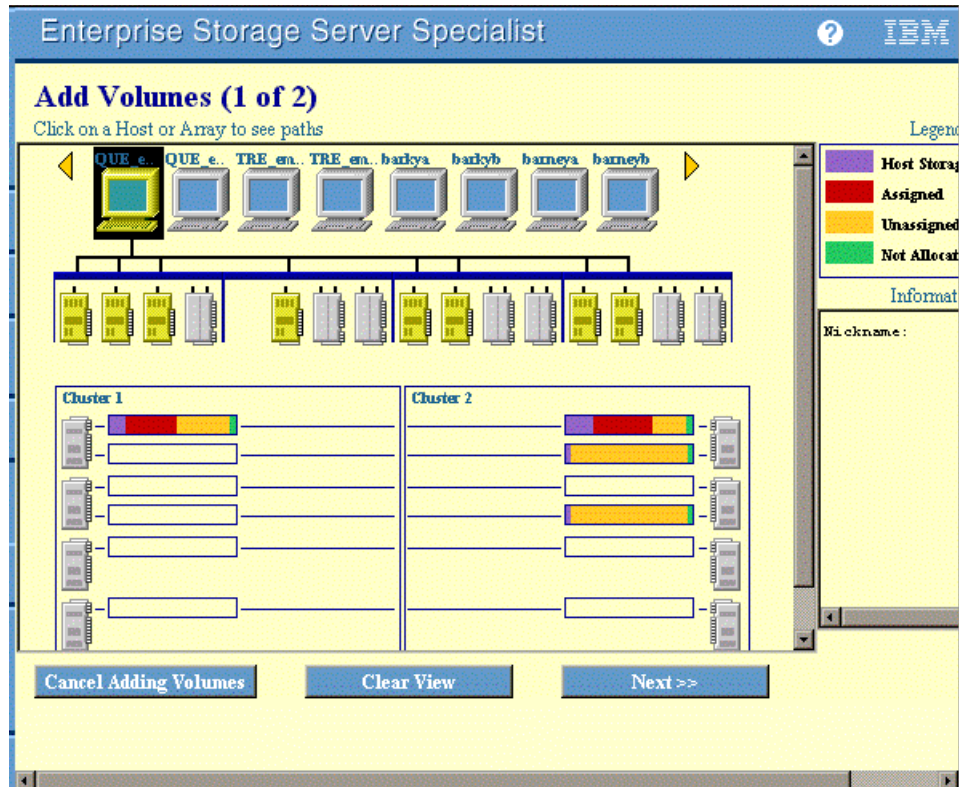 Enterprise Storage Server Specialist
? IBM
Add Volumes (1 of 2)
Click on a Host or Array to see paths
Legend
QUE_e.. QUE_e.. TRE_em.. TRE_em.. barkya barkyb barneya barneyb
Host Storag
Assigned
Unassigned
Not Allocat
Informat
Nickname:
Cluster 1
Cluster 2
Cancel Adding Volumes
Clear View
Next >>